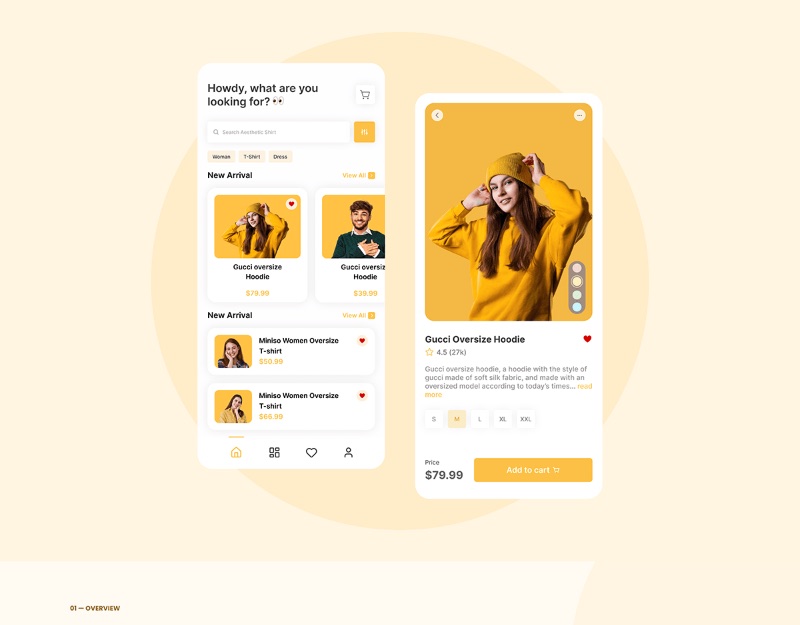 Howdy, what are you
looking for? 👀
Search Aesthetic Shirt
Woman
T-Shirt
Dress
New Arrival
View All
Gucci oversize
Hoodie
$79.99
Gucci oversi
Hoodie
$39.99
New Arrival
View All
Miniso Women Oversize
T-shirt
$50.99
Miniso Women Oversize
T-shirt
$68.99
Gucci Oversize Hoodie
4.5 (27k)
Gucci oversize hoodie, a hoodie with the style of
gucci made of soft silk fabric, and made with an
oversized model according to today's times... read
more
S
M
L
XL
XXL
Price
$79.99
Add to cart
01 — OVERVIEW